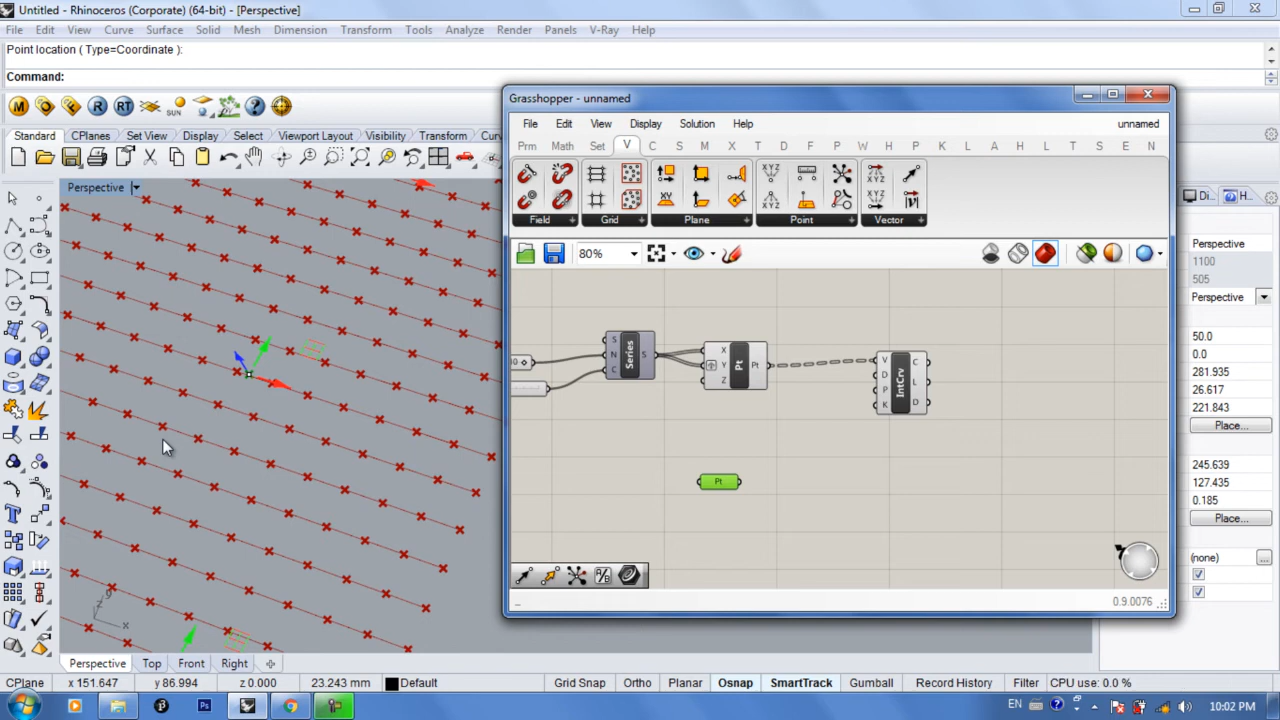 Untitled - Rhinoceros (Corporate) (64-bit) - [Perspective]
File Edit View Curve Surface Solid Mesh Dimension Transform Tools Analyze Render Panels V-Ray Help
Point location ( Type=Coordinate ):
Command:
SUN
Standard CPlanes Set View Display Select Viewport Layout Visibility Transform
Perspective
Grasshopper - unnamed
File Edit View Display Solution Help unnamed
Prm Math Set V C S M X T D F P W H P K L A H L S E N
Field Grid Plane Point Vector
80%
S N C Series S
X Y Z Pt Pt
V D P K IntCrv C L D
Pt
0.9.0076
Perspective
1100
505
Perspective
50.0
0.0
281.935
26.617
221.843
Place...
245.639
127.435
0.185
Place...
(none)
Perspective Top Front Right
CPlane x 151.647 y 86.994 z 0.000 23.243 mm Default Grid Snap Ortho Planar Osnap SmartTrack Gumball Record History Filter CPU use: 0.0 %
EN 10:02 PM